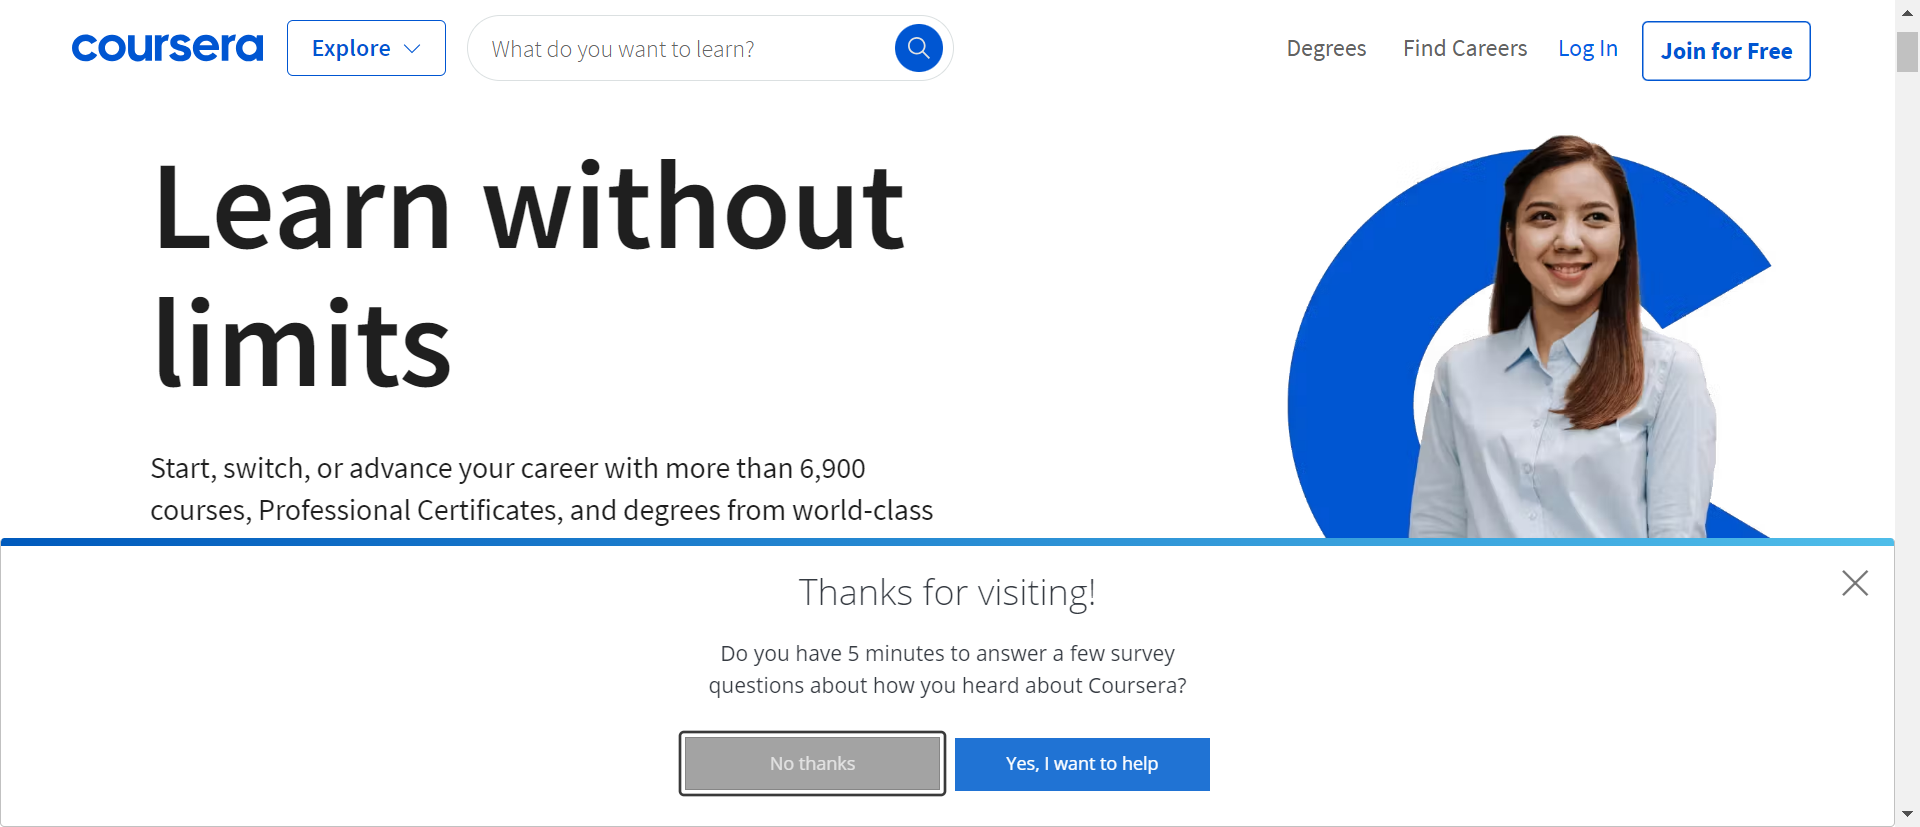 coursera
Explore
What do you want to learn?
Degrees
Find Careers
Log In
Join for Free
Learn without
limits
Start, switch, or advance your career with more than 6,900
courses, Professional Certificates, and degrees from world-class
Thanks for visiting!
Do you have 5 minutes to answer a few survey
questions about how you heard about Coursera?
No thanks
Yes, I want to help